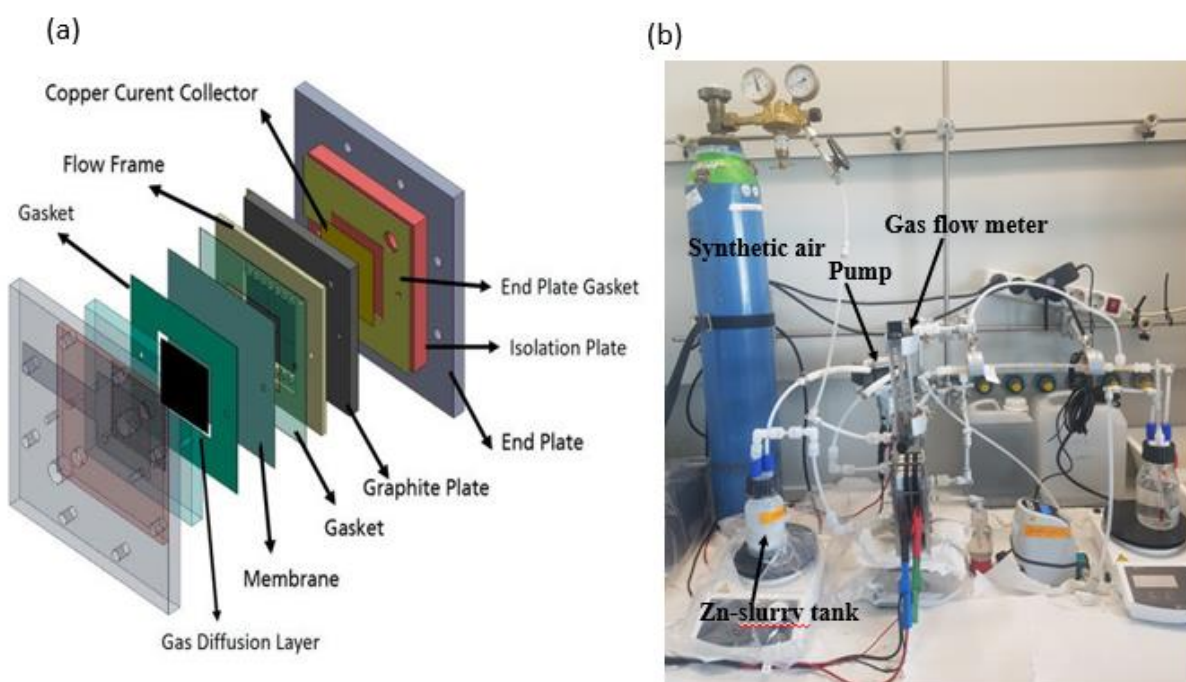 (a)
Copper Curent Collector
Flow Frame
Gasket
End Plate Gasket
Isolation Plate
End Plate
Graphite Plate
Gasket
Membrane
Gas Diffusion Layer
(b)
Gas flow meter
Synthetic air
Pump
Zn-slurry tank